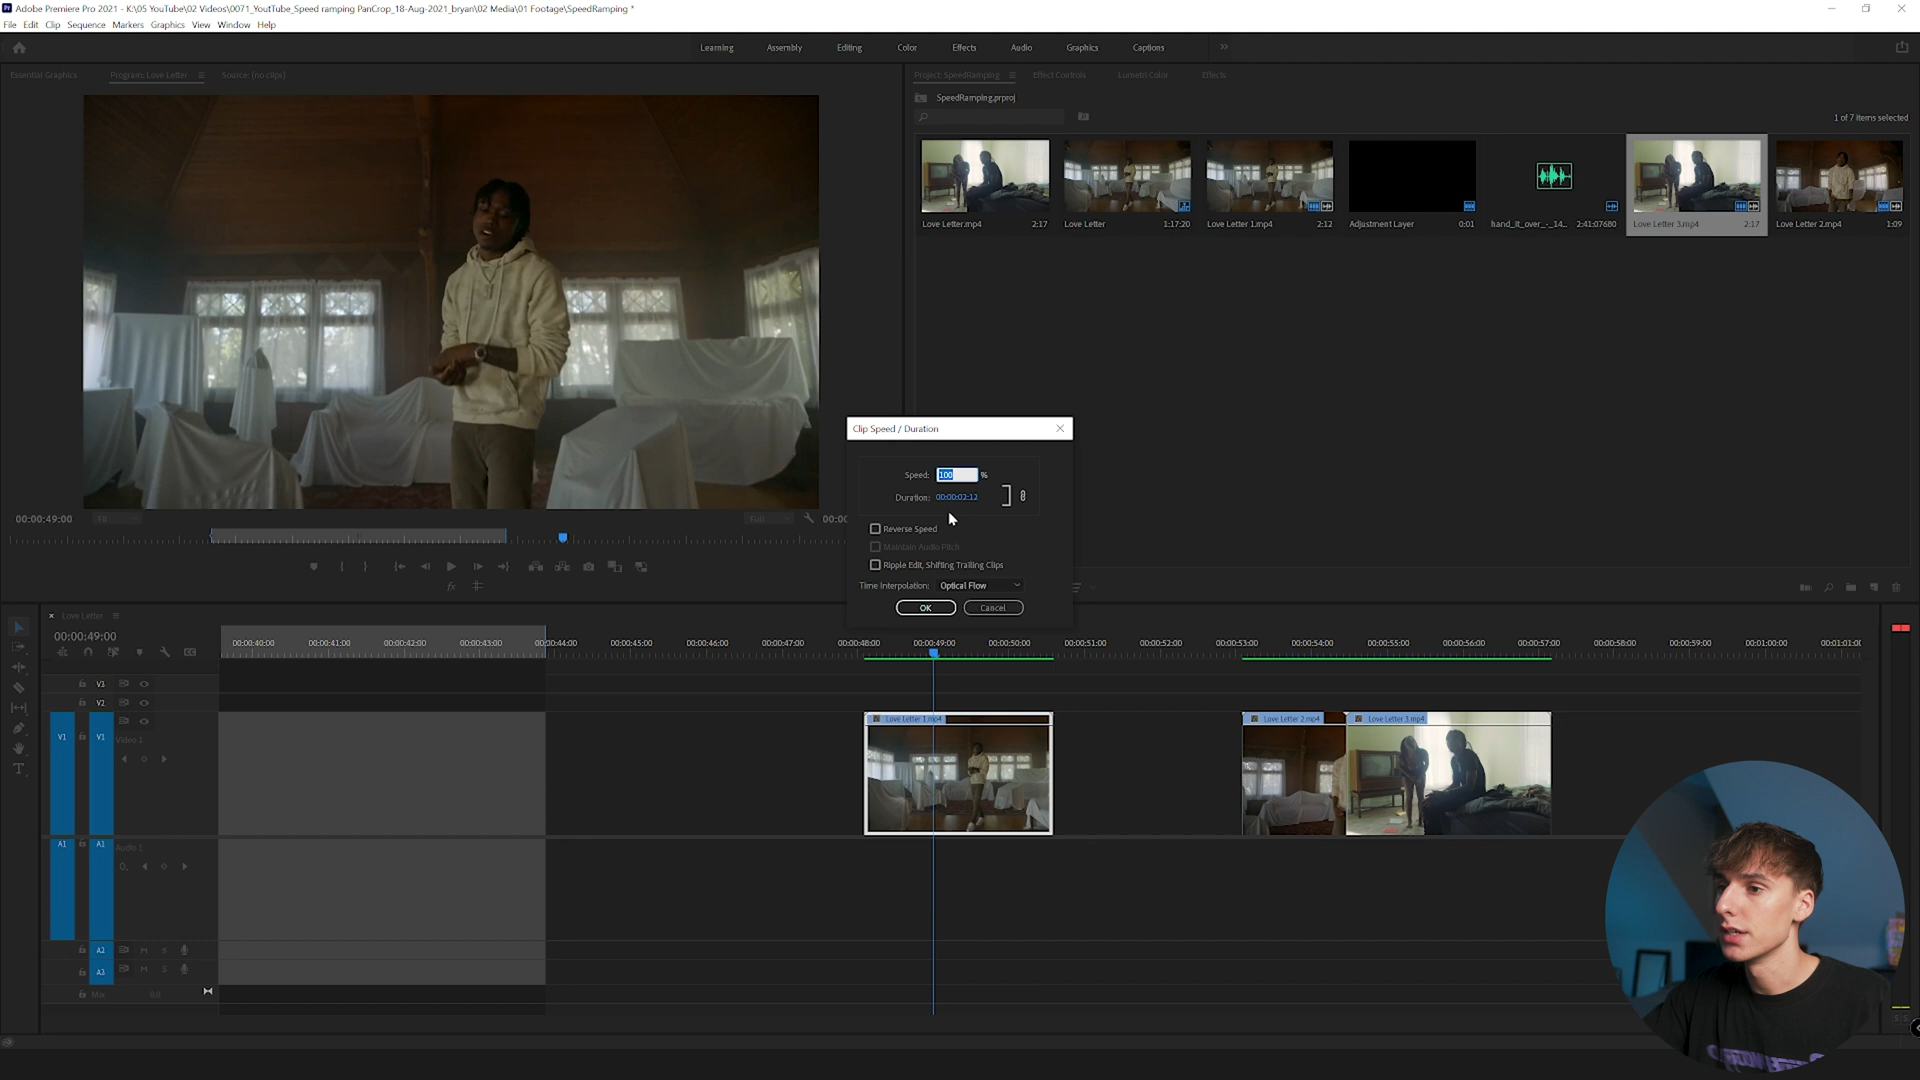 Adobe Premiere Pro 2021 - K:\05 YouTube\02 Videos\0071_YoutTube_Speed ramping PanCrop_18-Aug-2021_bryan\02 Media\01 Footage\SpeedRamping *
File Edit Clip Sequence Markers Graphics View Window Help
Learning Assembly Editing Color Effects Audio Graphics Captions
Essential Graphics Program: Love Letter Source: (no clips)
Project: SpeedRamping Effect Controls Lumetri Color Effects
SpeedRamping.prproj
1 of 7 items selected
Love Letter.mp4 2:17 Love Letter 1:17:20 Love Letter 1.mp4 2:12 Adjustment Layer 0:01 hand_it_over_-_14... 2:41:07680 Love Letter 3.mp4 2:17 Love Letter 2.mp4 1:09
Clip Speed / Duration
Speed: 100 %
Duration: 00:00:02:12
Reverse Speed
Maintain Audio Pitch
Ripple Edit, Shifting Trailing Clips
Time Interpolation: Optical Flow
OK Cancel
00:00:49:00 Fit Full 00:00
Love Letter
00:00:49:00
00:00:40:00 00:00:41:00 00:00:42:00 00:00:43:00 00:00:44:00 00:00:45:00 00:00:46:00 00:00:47:00 00:00:48:00 00:00:49:00 00:00:50:00 00:00:51:00 00:00:52:00 00:00:53:00 00:00:54:00 00:00:55:00 00:00:56:00 00:00:57:00 00:00:58:00 00:00:59:00 00:01:00:00 00:01:01:00
V3
V2
Love Letter 1.mp4 Love Letter 2.mp4 Love Letter 3.mp4
V1 V1 Video 1
A1 A1 Audio 1
A2 M S
A3 M S
Mix 0.0
S S